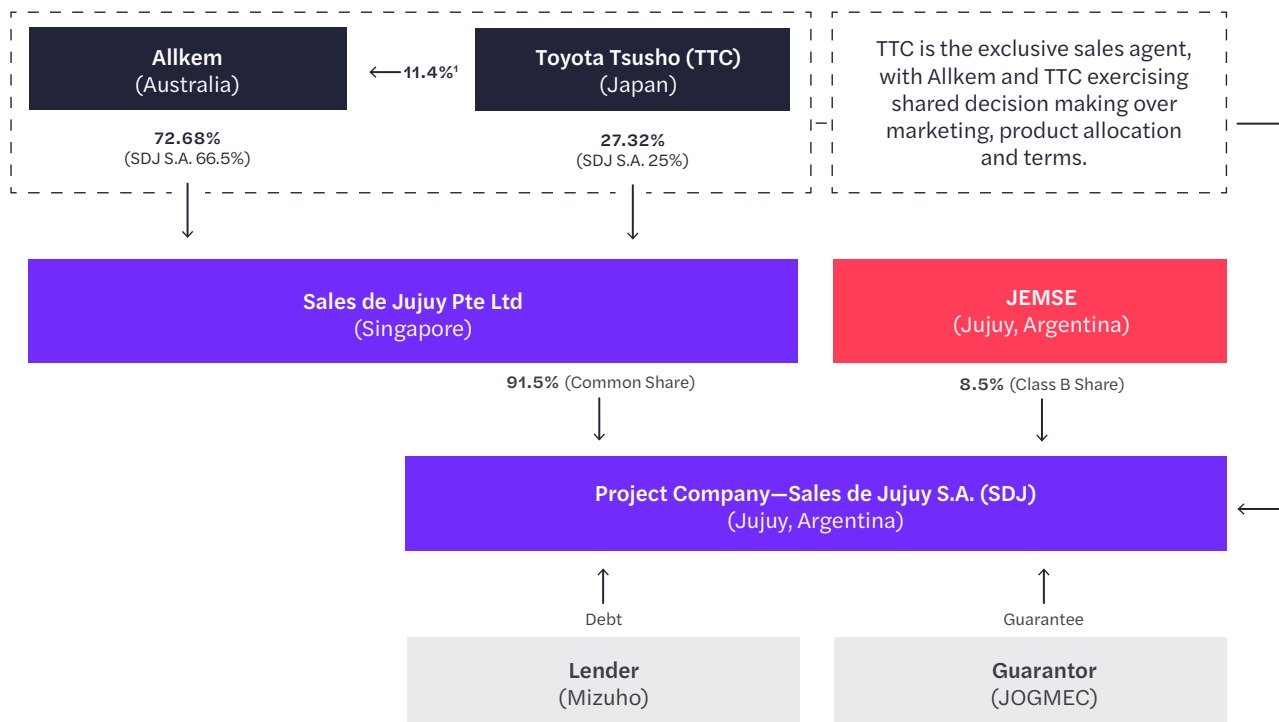 Allkem
(Australia)
11.4%¹
Toyota Tsusho (TTC)
(Japan)
TTC is the exclusive sales agent,
with Allkem and TTC exercising
shared decision making over
marketing, product allocation
and terms.
72.68%
(SDJ S.A. 66.5%)
27.32%
(SDJ S.A. 25%)
Sales de Jujuy Pte Ltd
(Singapore)
JEMSE
(Jujuy, Argentina)
91.5% (Common Share)
8.5% (Class B Share)
Project Company—Sales de Jujuy S.A. (SDJ)
(Jujuy, Argentina)
Debt
Guarantee
Lender
(Mizuho)
Guarantor
(JOGMEC)